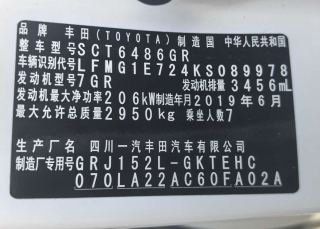 品牌 丰田(TOYOTA) 制造国 中华人民共和国
整车型号SCT6486GR
车辆识别代号LFMG1E724KS089978
发动机型号7GR 发动机排量3456mL
发动机最大净功率206kW制造年月2019年6月
最大允许总质量2950kg 乘坐人数7
生产厂名 四川一汽丰田汽车有限公司
制造厂专用号GRJ152L-GKTEHC
070LA22AC60FA02A